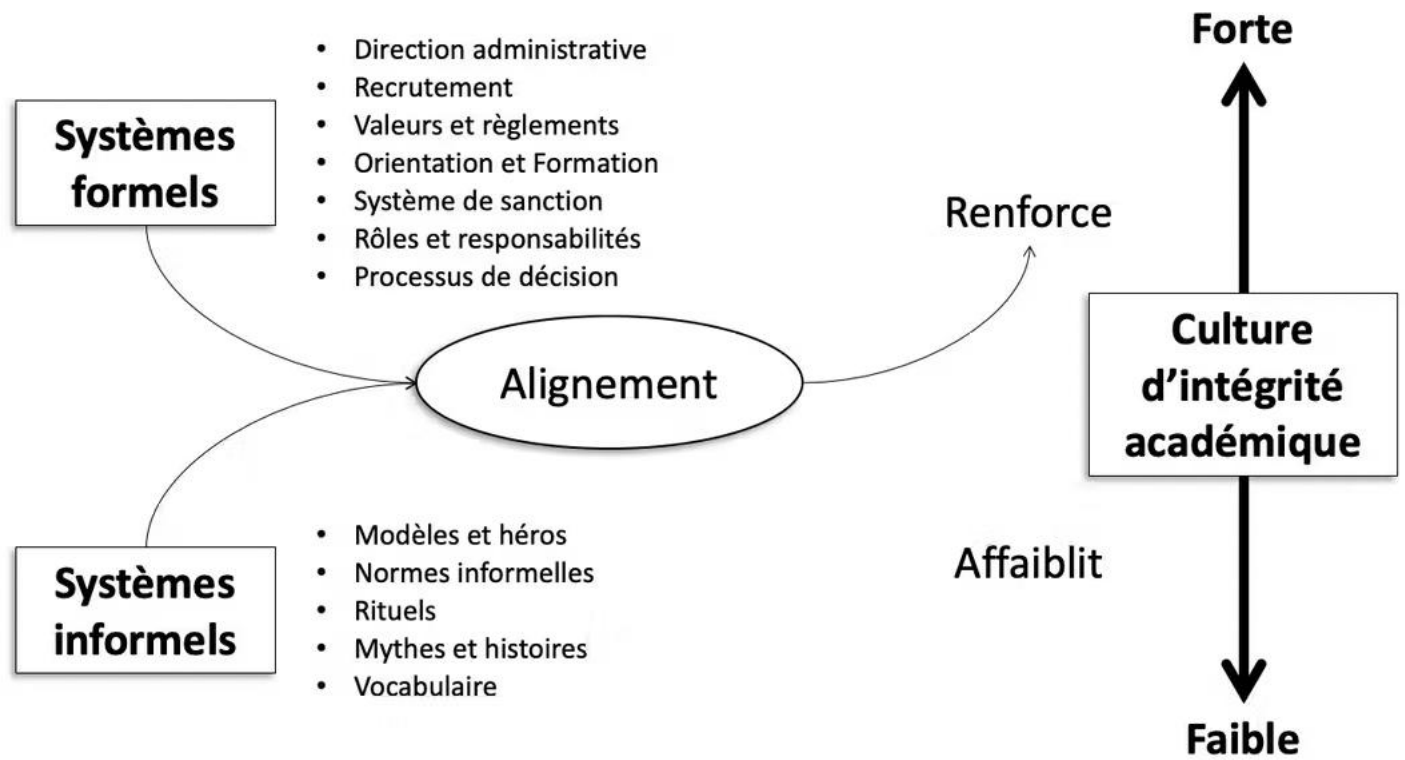 Systèmes
formels
• Direction administrative
• Recrutement
• Valeurs et règlements
• Orientation et Formation
• Système de sanction
• Rôles et responsabilités
• Processus de décision
Alignement
Systèmes
informels
• Modèles et héros
• Normes informelles
• Rituels
• Mythes et histoires
• Vocabulaire
Renforce
Affaiblit
Forte
Culture
d’intégrité
académique
Faible